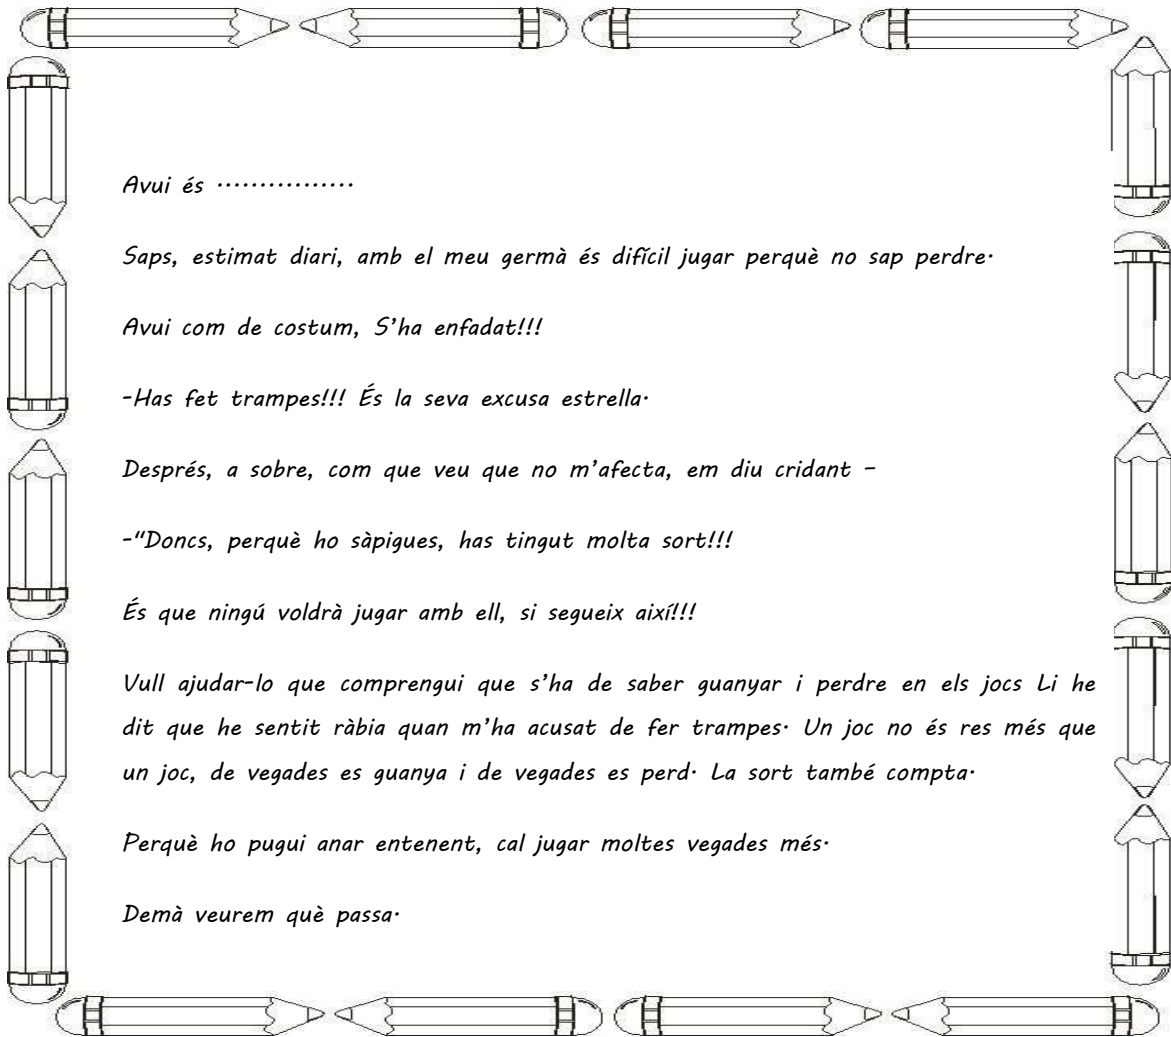 Avui és ................
Saps, estimat diari, amb el meu germà és difícil jugar perquè no sap perdre.
Avui com de costum, S'ha enfadat!!!
-Has fet trampes!!! És la seva excusa estrella.
Després, a sobre, com que veu que no m'afecta, em diu cridant –
-"Doncs, perquè ho sàpigues, has tingut molta sort!!!
És que ningú voldrà jugar amb ell, si segueix així!!!
Vull ajudar-lo que comprengui que s'ha de saber guanyar i perdre en els jocs Li he
dit que he sentit ràbia quan m'ha acusat de fer trampes. Un joc no és res més que
un joc, de vegades es guanya i de vegades es perd. La sort també compta.
Perquè ho pugui anar entenent, cal jugar moltes vegades més.
Demà veurem què passa.